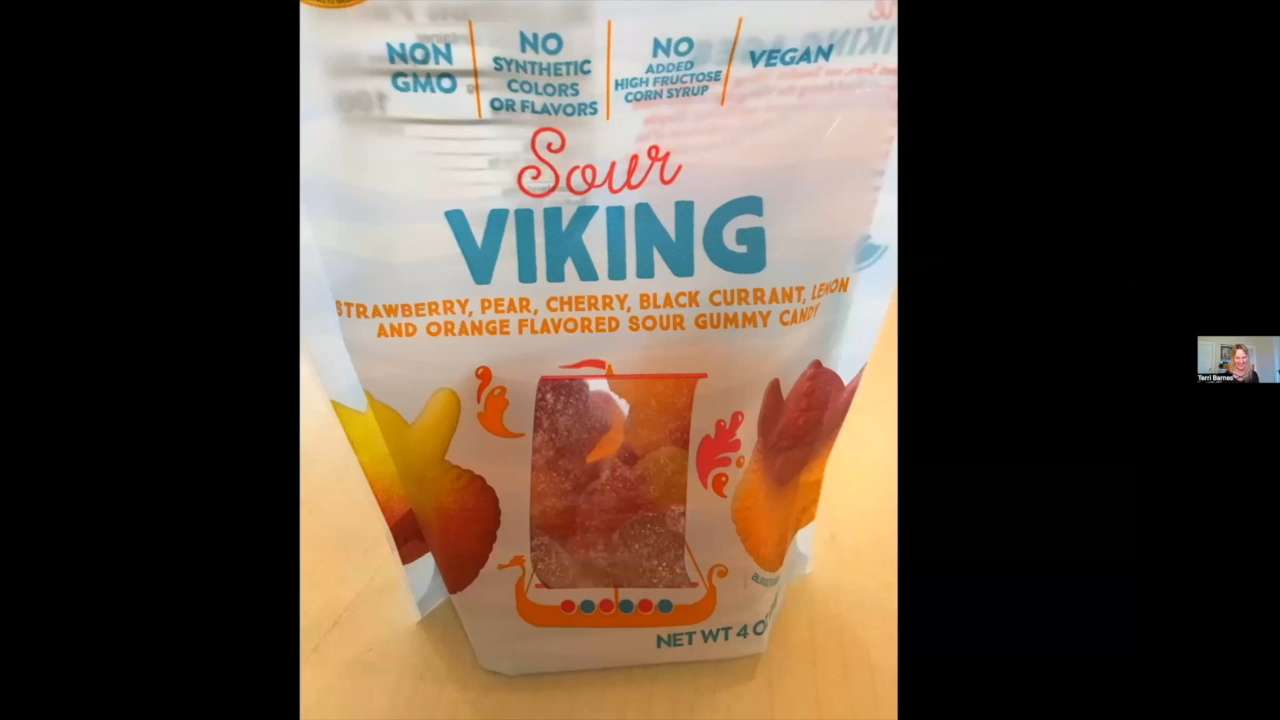 NON
GMO
NO
SYNTHETIC
COLORS
OR FLAVORS
NO
ADDED
HIGH FRUCTOSE
CORN SYRUP
VEGAN
Sour
VIKING
STRAWBERRY, PEAR, CHERRY, BLACK CURRANT, LEMON
AND ORANGE FLAVORED SOUR GUMMY CANDY
NET WT 4 O
Terri Barnes